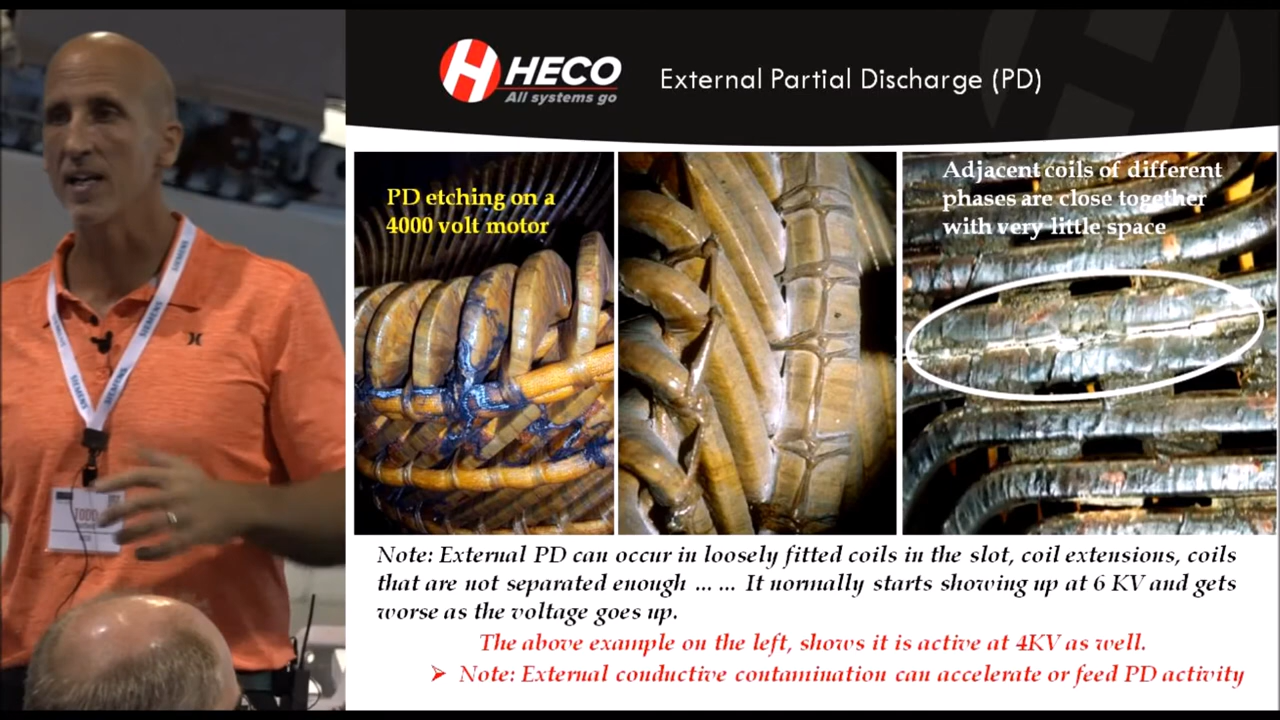 HECO
All systems go
External Partial Discharge (PD)
PD etching on a
4000 volt motor
Adjacent coils of different
phases are close together
with very little space
SIEMENS
SIEMENS
SIEMENS
TODD
Note: External PD can occur in loosely fitted coils in the slot, coil extensions, coils
that are not separated enough ... ... It normally starts showing up at 6 KV and gets
worse as the voltage goes up.
The above example on the left, shows it is active at 4KV as well.
➢ Note: External conductive contamination can accelerate or feed PD activity